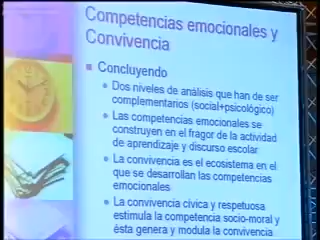 Competencias emocionales y
Convivencia
Concluyendo
Dos niveles de análisis que han de ser
complementarios (social+psicológico)
Las competencias emocionales se
construyen en el fragor de la actividad
de aprendizaje y discurso escolar
La convivencia es el ecosistema en el
que se desarrollan las competencias
emocionales
La convivencia cívica y respetuosa
estimula la competencia socio-moral y
ésta genera y modula la convivencia